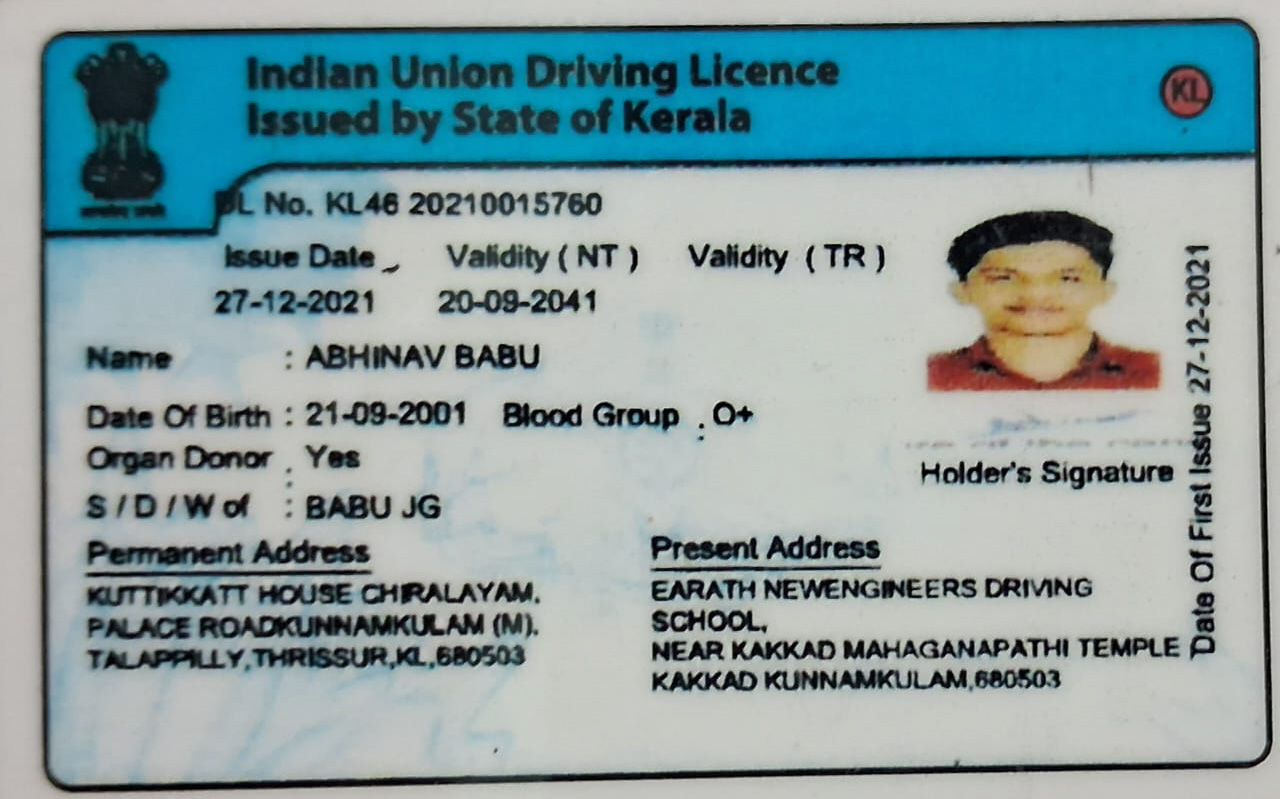 Indian Union Driving Licence
Issued by State of Kerala
KL
DL No. KL46 20210015760
Issue Date Validity ( NT ) Validity ( TR )
27-12-2021 20-09-2041
Name : ABHINAV BABU
Date Of Birth : 21-09-2001 Blood Group : O+
Organ Donor : Yes
S / D / W of : BABU JG
Holder's Signature
Date Of First Issue 27-12-2021
Permanent Address
KUTTIKKATT HOUSE CHIRALAYAM,
PALACE ROADKUNNAMKULAM (M),
TALAPPILLY,THRISSUR,KL,680503
Present Address
EARATH NEWENGINEERS DRIVING
SCHOOL,
NEAR KAKKAD MAHAGANAPATHI TEMPLE ,
KAKKAD KUNNAMKULAM,680503